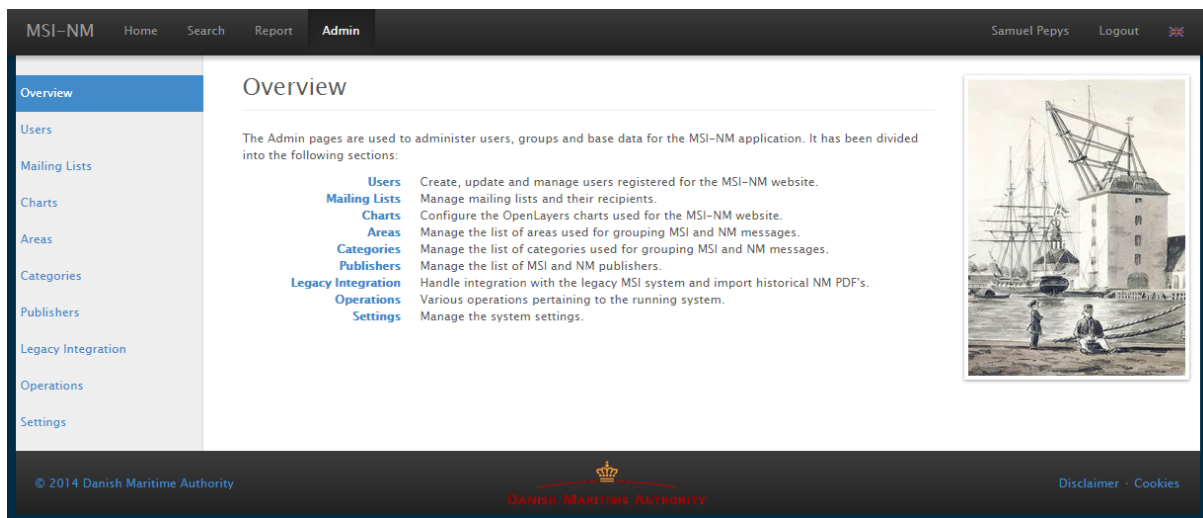 MSI-NM Home Search Report Admin Samuel Pepys Logout
Overview
Users
Mailing Lists
Charts
Areas
Categories
Publishers
Legacy Integration
Operations
Settings
Overview
The Admin pages are used to administer users, groups and base data for the MSI-NM application. It has been divided
into the following sections:
Users Create, update and manage users registered for the MSI-NM website.
Mailing Lists Manage mailing lists and their recipients.
Charts Configure the OpenLayers charts used for the MSI-NM website.
Areas Manage the list of areas used for grouping MSI and NM messages.
Categories Manage the list of categories used for grouping MSI and NM messages.
Publishers Manage the list of MSI and NM publishers.
Legacy Integration Handle integration with the legacy MSI system and import historical NM PDF's.
Operations Various operations pertaining to the running system.
Settings Manage the system settings.
© 2014 Danish Maritime Authority
DANISH MARITIME AUTHORITY
Disclaimer · Cookies